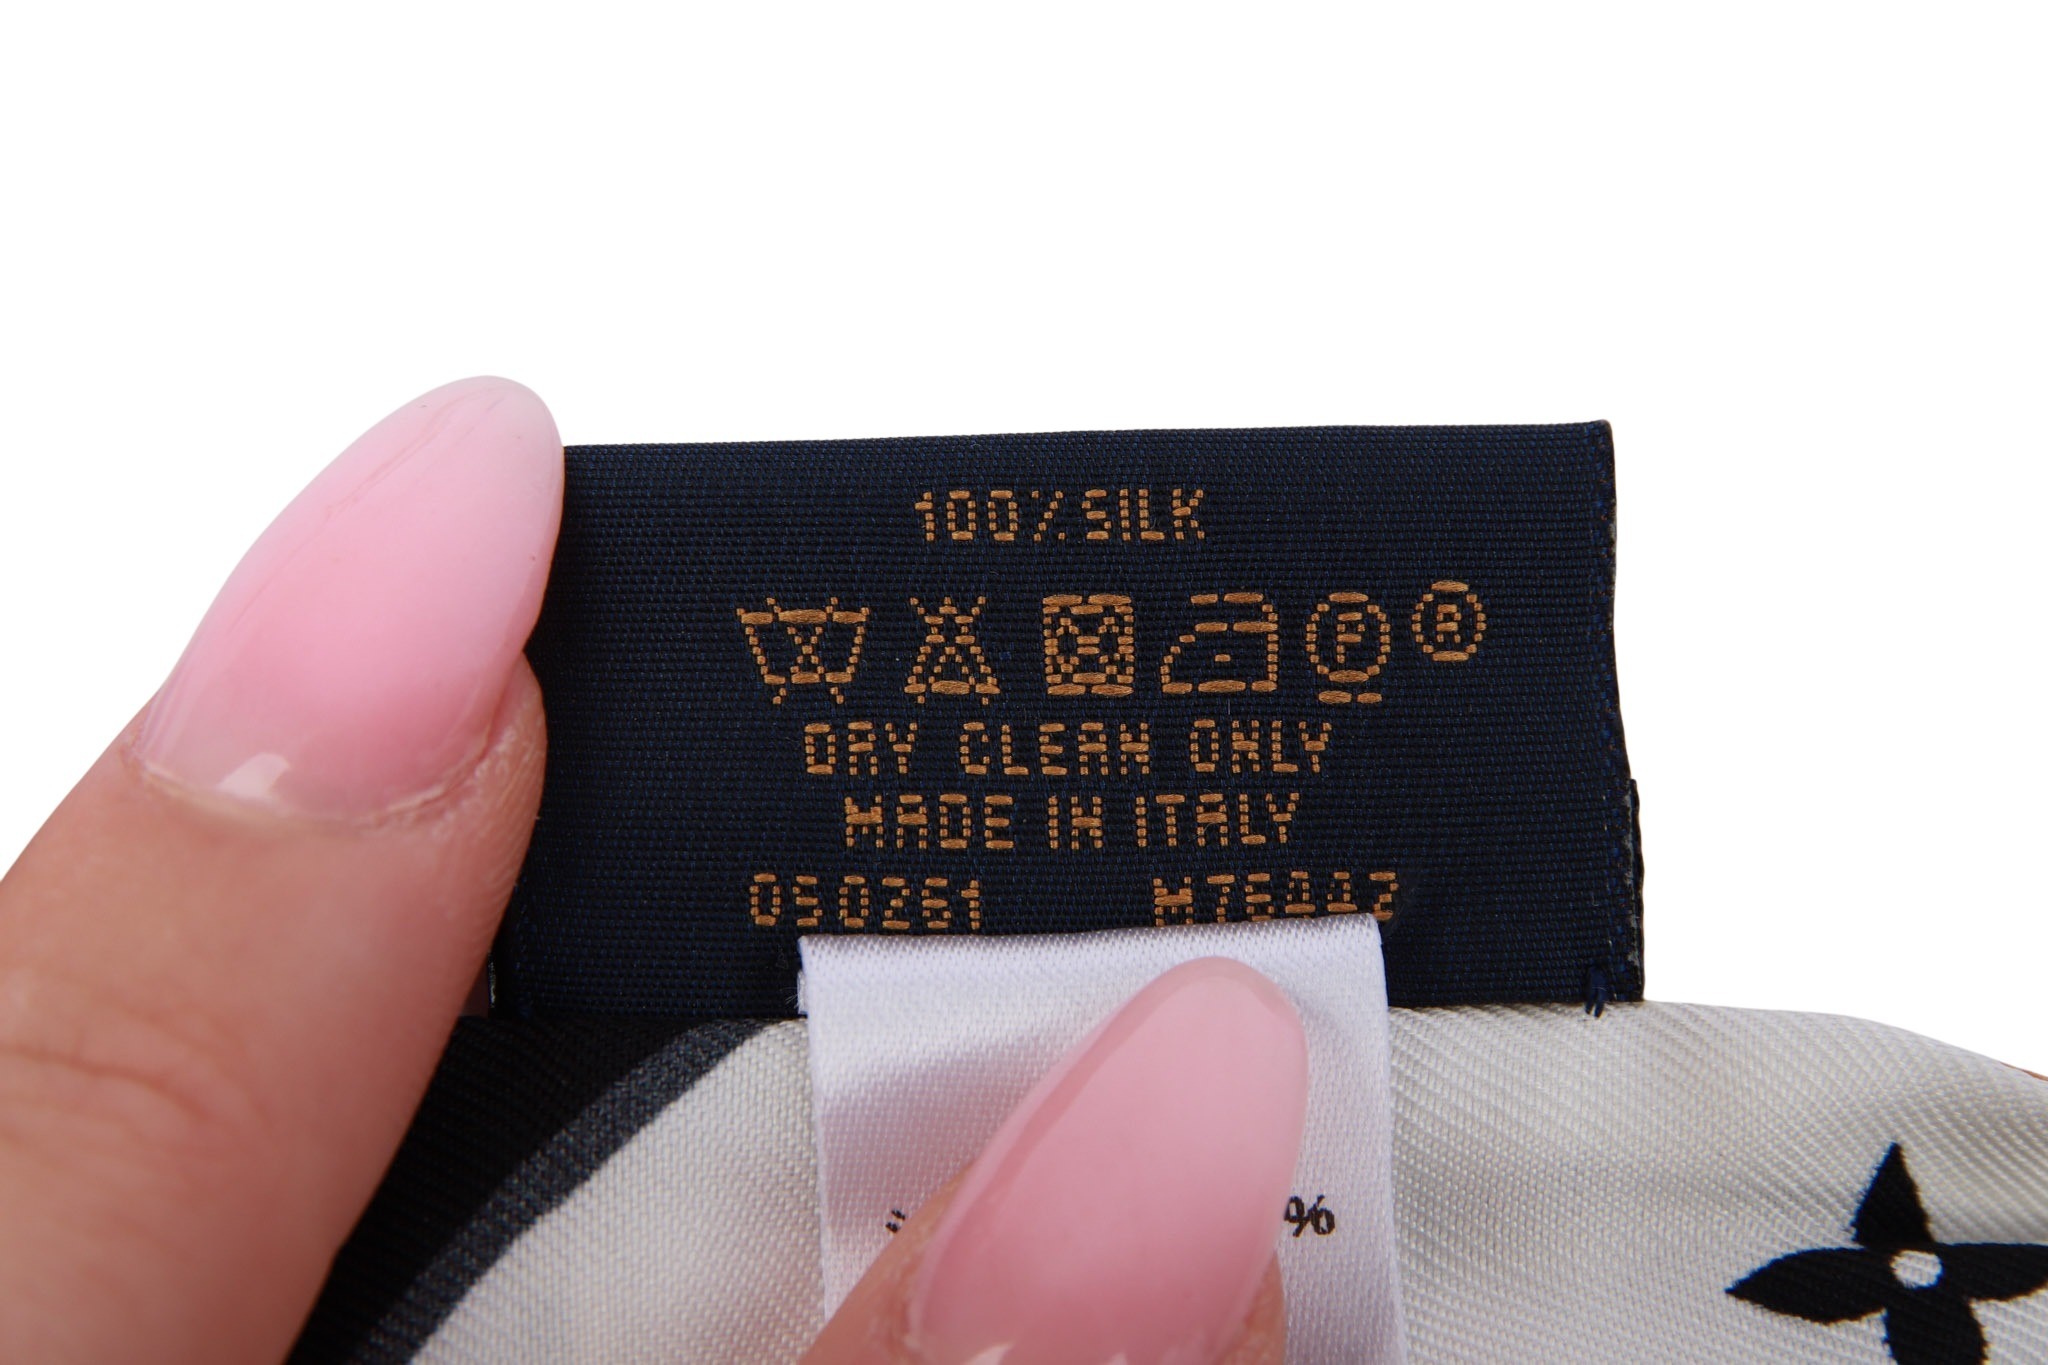 100% SILK
P R
DRY CLEAN ONLY
MADE IN ITALY
050261 M76442
%